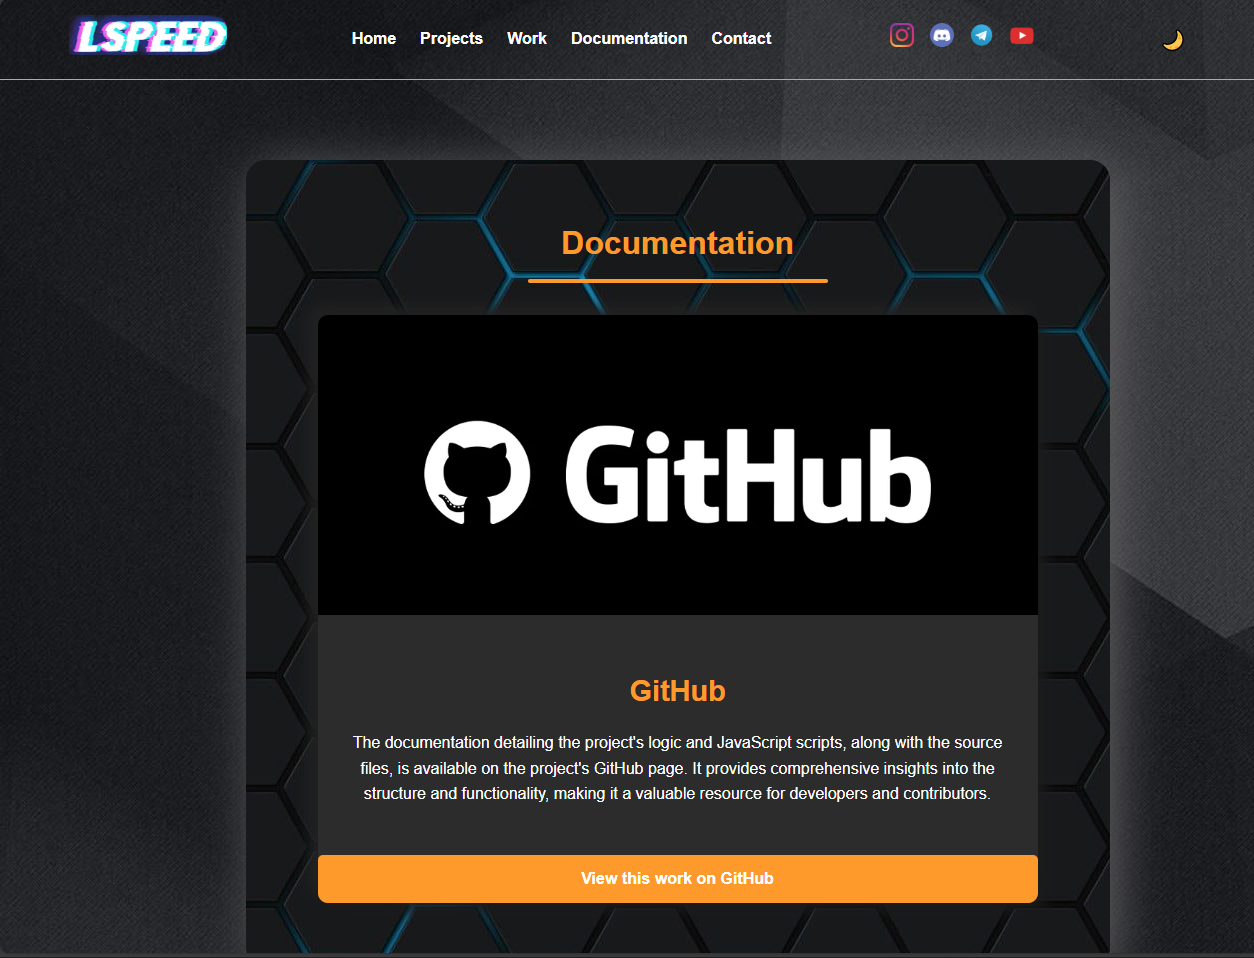 LSPEED
Home Projects Work Documentation Contact
Documentation
GitHub
GitHub
The documentation detailing the project's logic and JavaScript scripts, along with the source
files, is available on the project's GitHub page. It provides comprehensive insights into the
structure and functionality, making it a valuable resource for developers and contributors.
View this work on GitHub